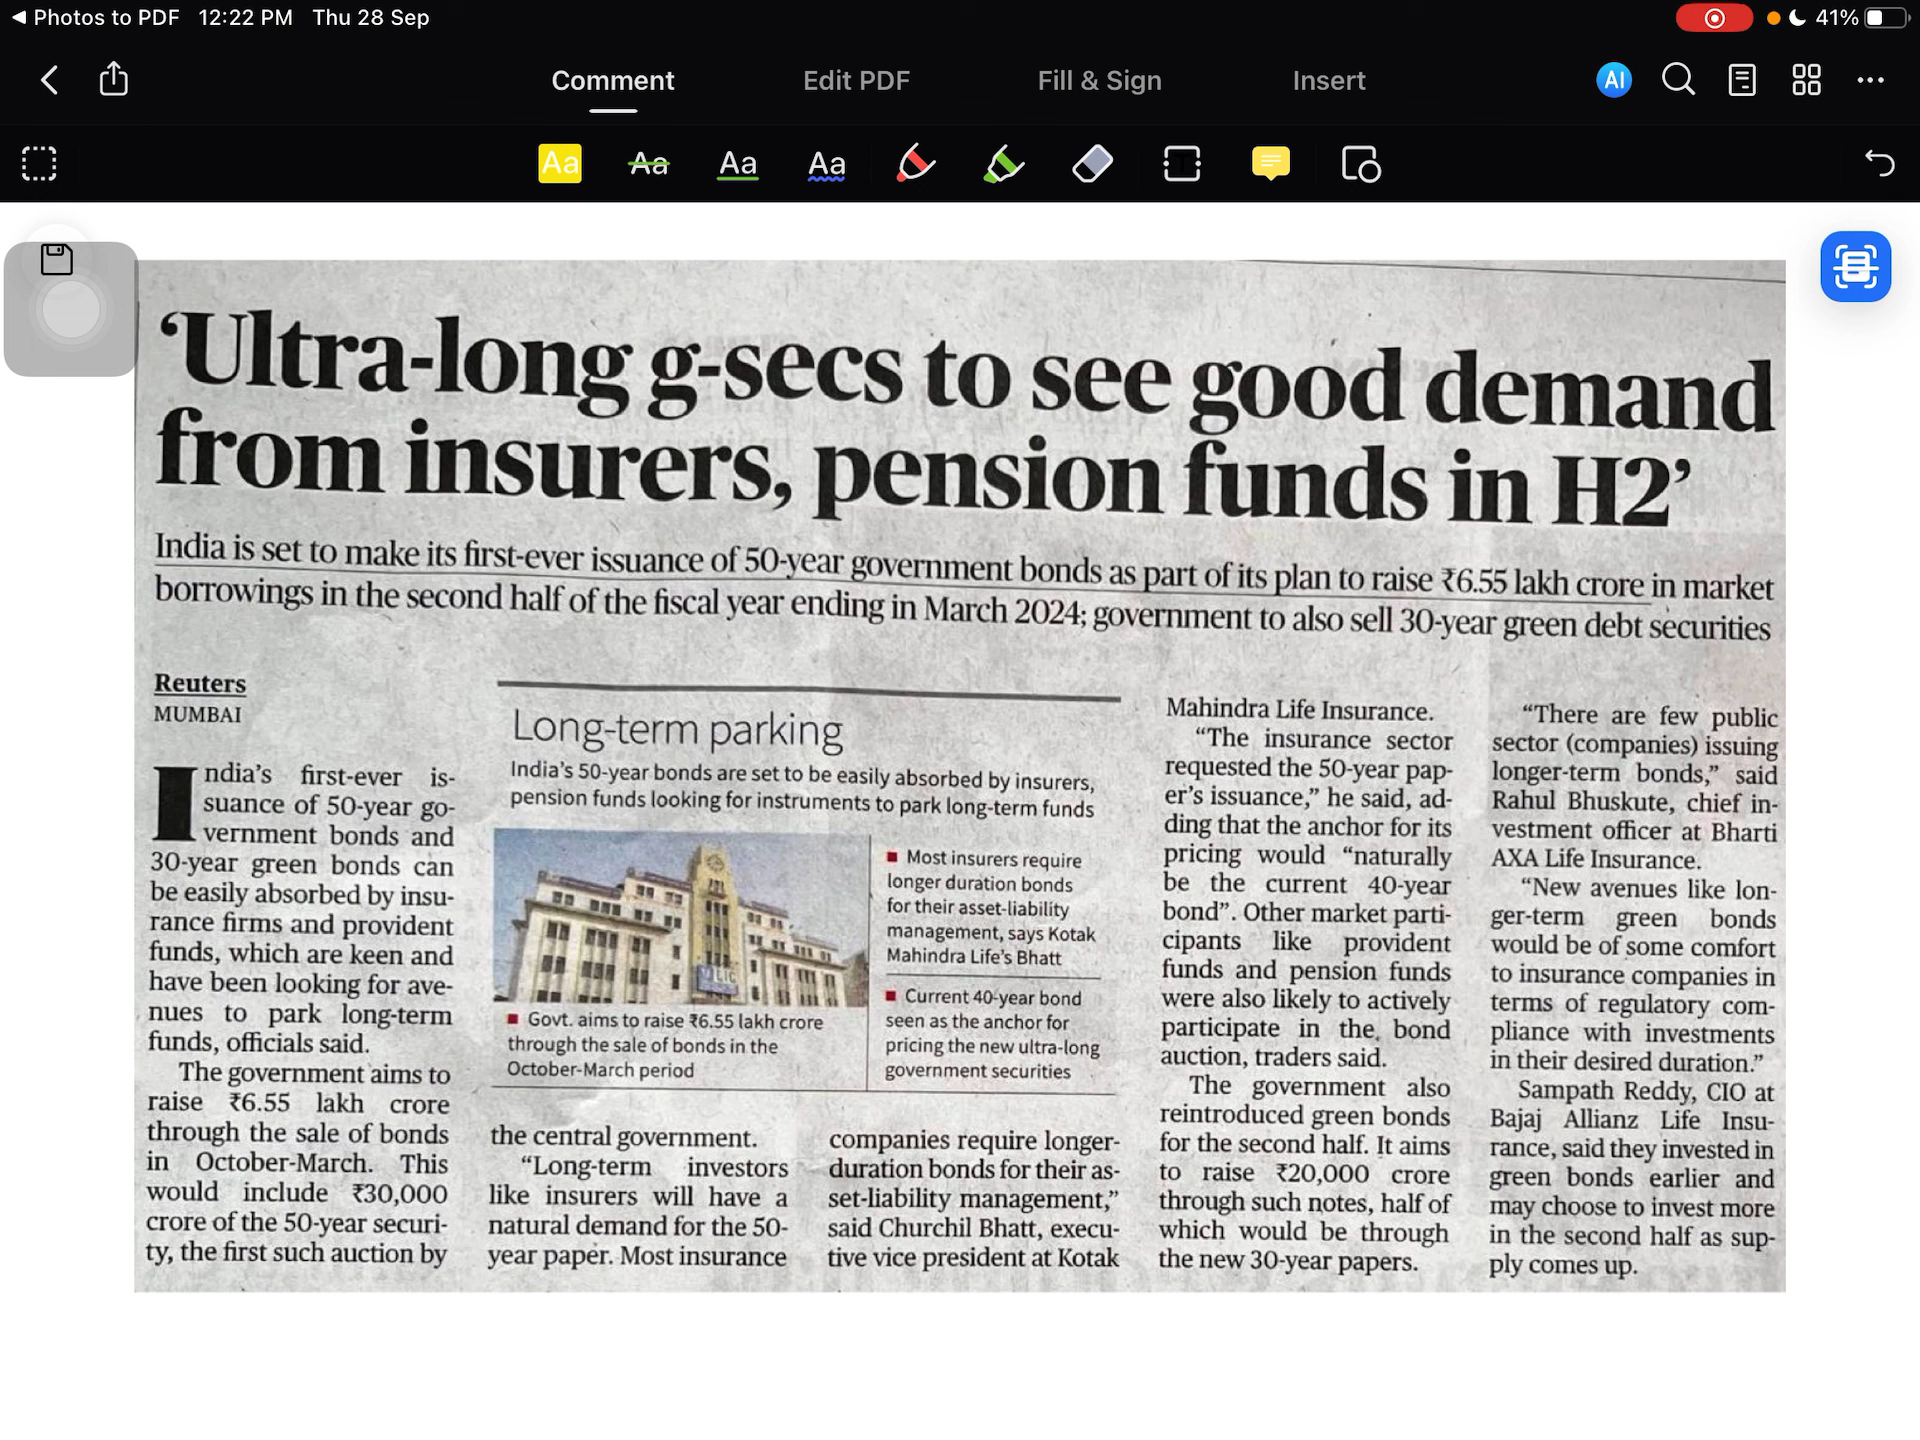 Photos to PDF 12:22 PM Thu 28 Sep
41%
Comment
Edit PDF
Fill & Sign
Insert
AI
Aa
Aa
Aa
Aa
T
‘Ultra-long g-secs to see good demand
from insurers, pension funds in H2’
India is set to make its first-ever issuance of 50-year government bonds as part of its plan to raise ₹6.55 lakh crore in market
borrowings in the second half of the fiscal year ending in March 2024; government to also sell 30-year green debt securities
Reuters
MUMBAI
India’s first-ever is-
suance of 50-year go-
vernment bonds and
30-year green bonds can
be easily absorbed by insu-
rance firms and provident
funds, which are keen and
have been looking for ave-
nues to park long-term
funds, officials said.
The government aims to
raise ₹6.55 lakh crore
through the sale of bonds
in October-March. This
would include ₹30,000
crore of the 50-year securi-
ty, the first such auction by
Long-term parking
India’s 50-year bonds are set to be easily absorbed by insurers,
pension funds looking for instruments to park long-term funds
LIC
Govt. aims to raise ₹6.55 lakh crore
through the sale of bonds in the
October-March period
Most insurers require
longer duration bonds
for their asset-liability
management, says Kotak
Mahindra Life’s Bhatt
Current 40-year bond
seen as the anchor for
pricing the new ultra-long
government securities
the central government.
“Long-term investors
like insurers will have a
natural demand for the 50-
year paper. Most insurance
companies require longer-
duration bonds for their as-
set-liability management,”
said Churchil Bhatt, execu-
tive vice president at Kotak
Mahindra Life Insurance.
“The insurance sector
requested the 50-year pap-
er’s issuance,” he said, ad-
ding that the anchor for its
pricing would “naturally
be the current 40-year
bond”. Other market parti-
cipants like provident
funds and pension funds
were also likely to actively
participate in the bond
auction, traders said.
The government also
reintroduced green bonds
for the second half. It aims
to raise ₹20,000 crore
through such notes, half of
which would be through
the new 30-year papers.
“There are few public
sector (companies) issuing
longer-term bonds,” said
Rahul Bhuskute, chief in-
vestment officer at Bharti
AXA Life Insurance.
“New avenues like lon-
ger-term green bonds
would be of some comfort
to insurance companies in
terms of regulatory com-
pliance with investments
in their desired duration.”
Sampath Reddy, CIO at
Bajaj Allianz Life Insu-
rance, said they invested in
green bonds earlier and
may choose to invest more
in the second half as sup-
ply comes up.